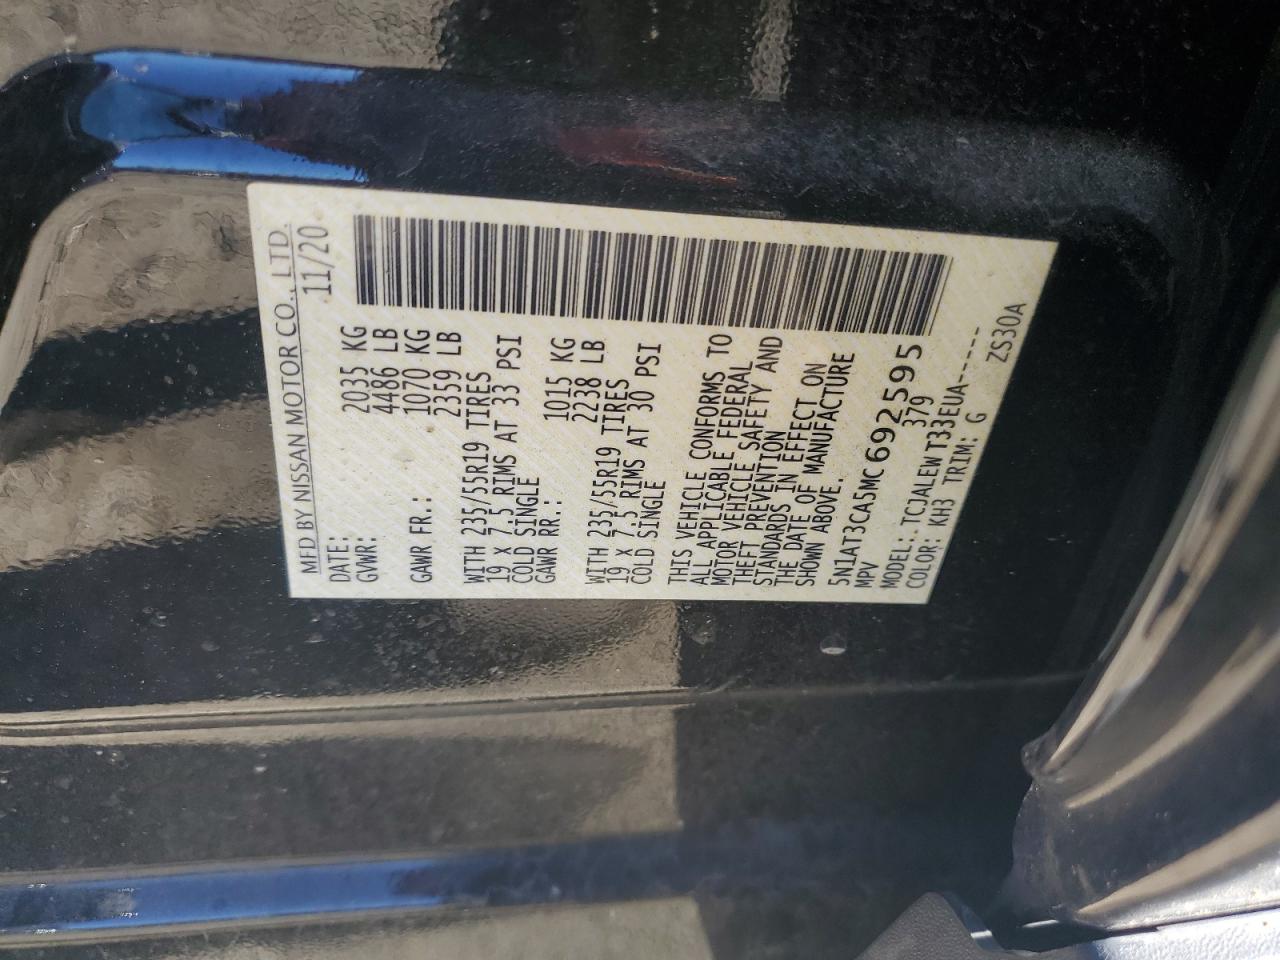 MFD BY NISSAN MOTOR CO., LTD.
DATE: 11/20
GVWR: 2035 KG
4486 LB
GAWR FR.: 1070 KG
2359 LB
WITH 235/55R19 TIRES
19 X 7.5 RIMS AT 33 PSI
COLD SINGLE
GAWR RR.: 1015 KG
2238 LB
WITH 235/55R19 TIRES
19 X 7.5 RIMS AT 30 PSI
COLD SINGLE
THIS VEHICLE CONFORMS TO
ALL APPLICABLE FEDERAL
MOTOR VEHICLE SAFETY AND
THEFT PREVENTION
STANDARDS IN EFFECT ON
THE DATE OF MANUFACTURE
SHOWN ABOVE.
5N1AT3CA5MC692595
MPV 379
MODEL: TCJALEW T33EUA-----
COLOR: KH3 TRIM: G ZS30A